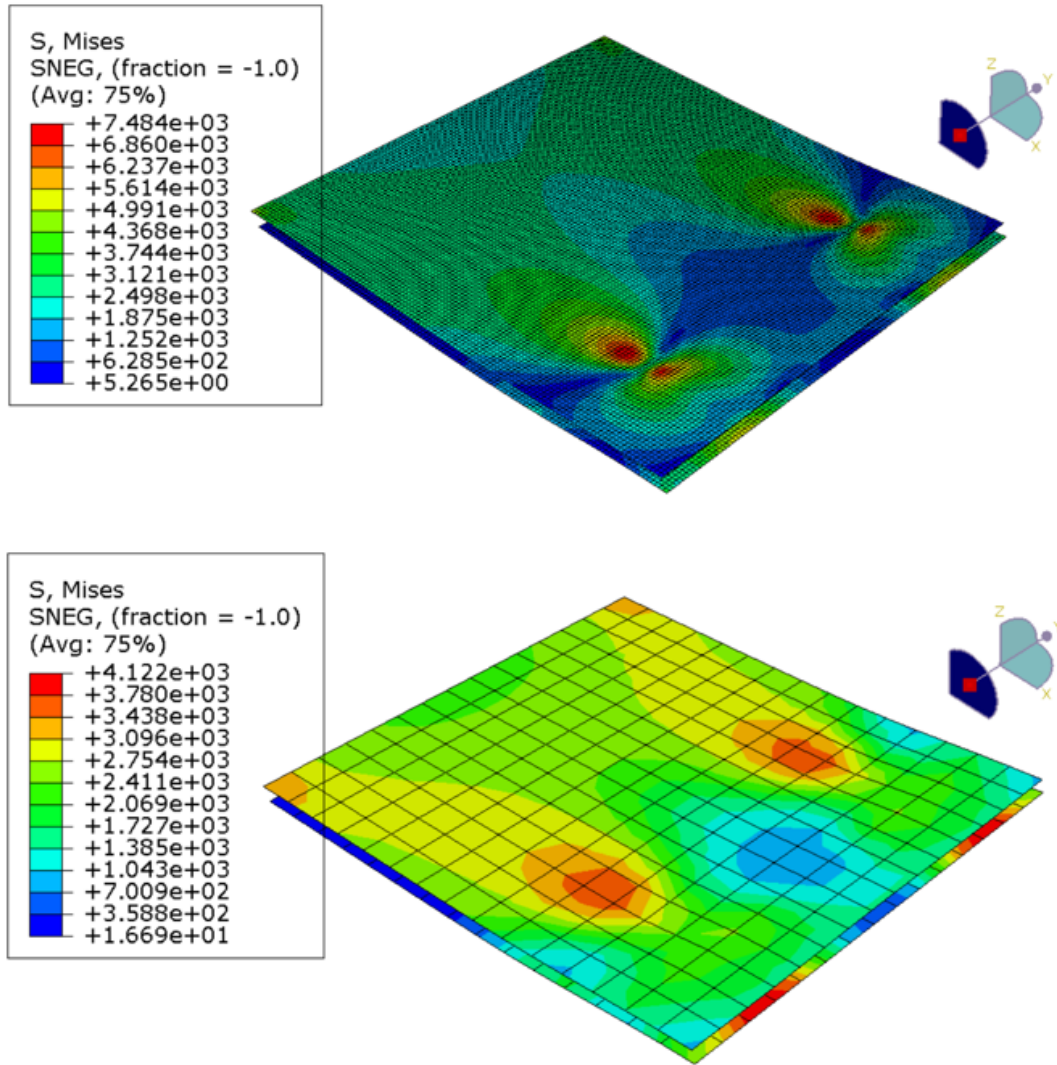 S, Mises
SNEG, (fraction = -1.0)
(Avg: 75%)
+7.484e+03
+6.860e+03
+6.237e+03
+5.614e+03
+4.991e+03
+4.368e+03
+3.744e+03
+3.121e+03
+2.498e+03
+1.875e+03
+1.252e+03
+6.285e+02
+5.265e+00
Z
Y
X
S, Mises
SNEG, (fraction = -1.0)
(Avg: 75%)
+4.122e+03
+3.780e+03
+3.438e+03
+3.096e+03
+2.754e+03
+2.411e+03
+2.069e+03
+1.727e+03
+1.385e+03
+1.043e+03
+7.009e+02
+3.588e+02
+1.669e+01
Z
Y
X